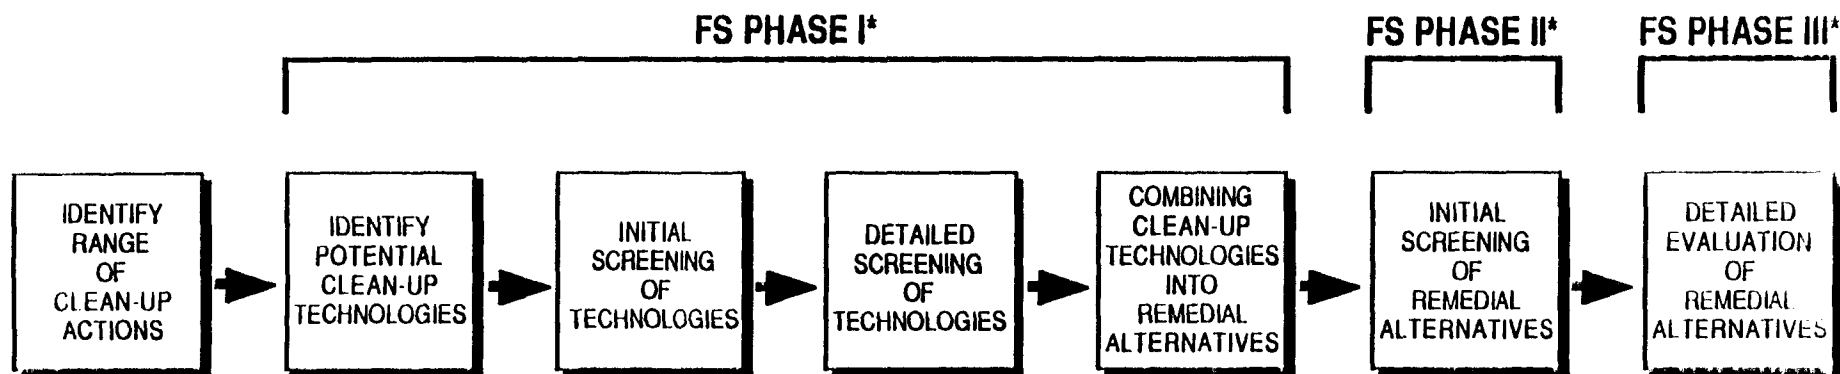 FS PHASE I*
FS PHASE II*
FS PHASE III*
IDENTIFY
RANGE
OF
CLEAN-UP
ACTIONS
IDENTIFY
POTENTIAL
CLEAN-UP
TECHNOLOGIES
INITIAL
SCREENING
OF
TECHNOLOGIES
DETAILED
SCREENING
OF
TECHNOLOGIES
COMBINING
CLEAN-UP
TECHNOLOGIES
INTO
REMEDIAL
ALTERNATIVES
INITIAL
SCREENING
OF
REMEDIAL
ALTERNATIVES
DETAILED
EVALUATION
OF
REMEDIAL
ALTERNATIVES